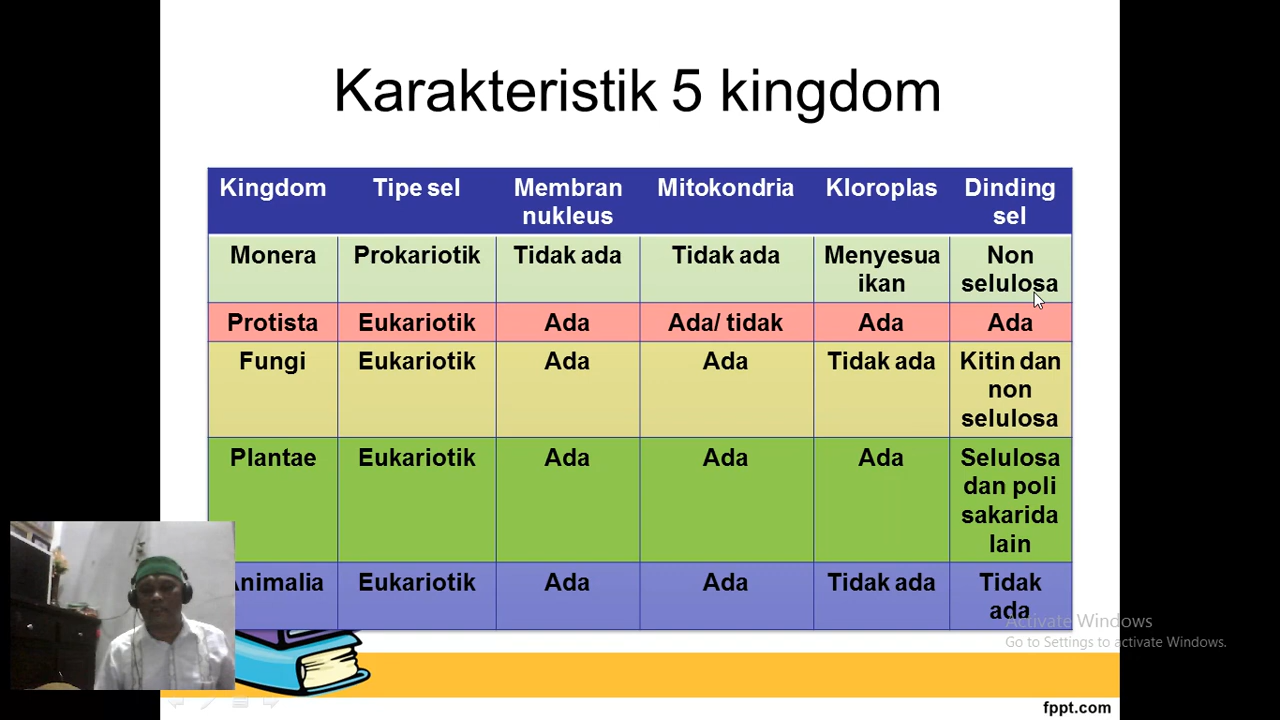 Karakteristik 5 kingdom
Kingdom Tipe sel Membran nukleus Mitokondria Kloroplas Dinding sel
Monera Prokariotik Tidak ada Tidak ada Menyesua ikan Non selulosa
Protista Eukariotik Ada Ada/ tidak Ada Ada
Fungi Eukariotik Ada Ada Tidak ada Kitin dan non selulosa
Plantae Eukariotik Ada Ada Ada Selulosa dan poli sakarida lain
Animalia Eukariotik Ada Ada Tidak ada Tidak ada
Activate Windows
Go to Settings to activate Windows.
fppt.com